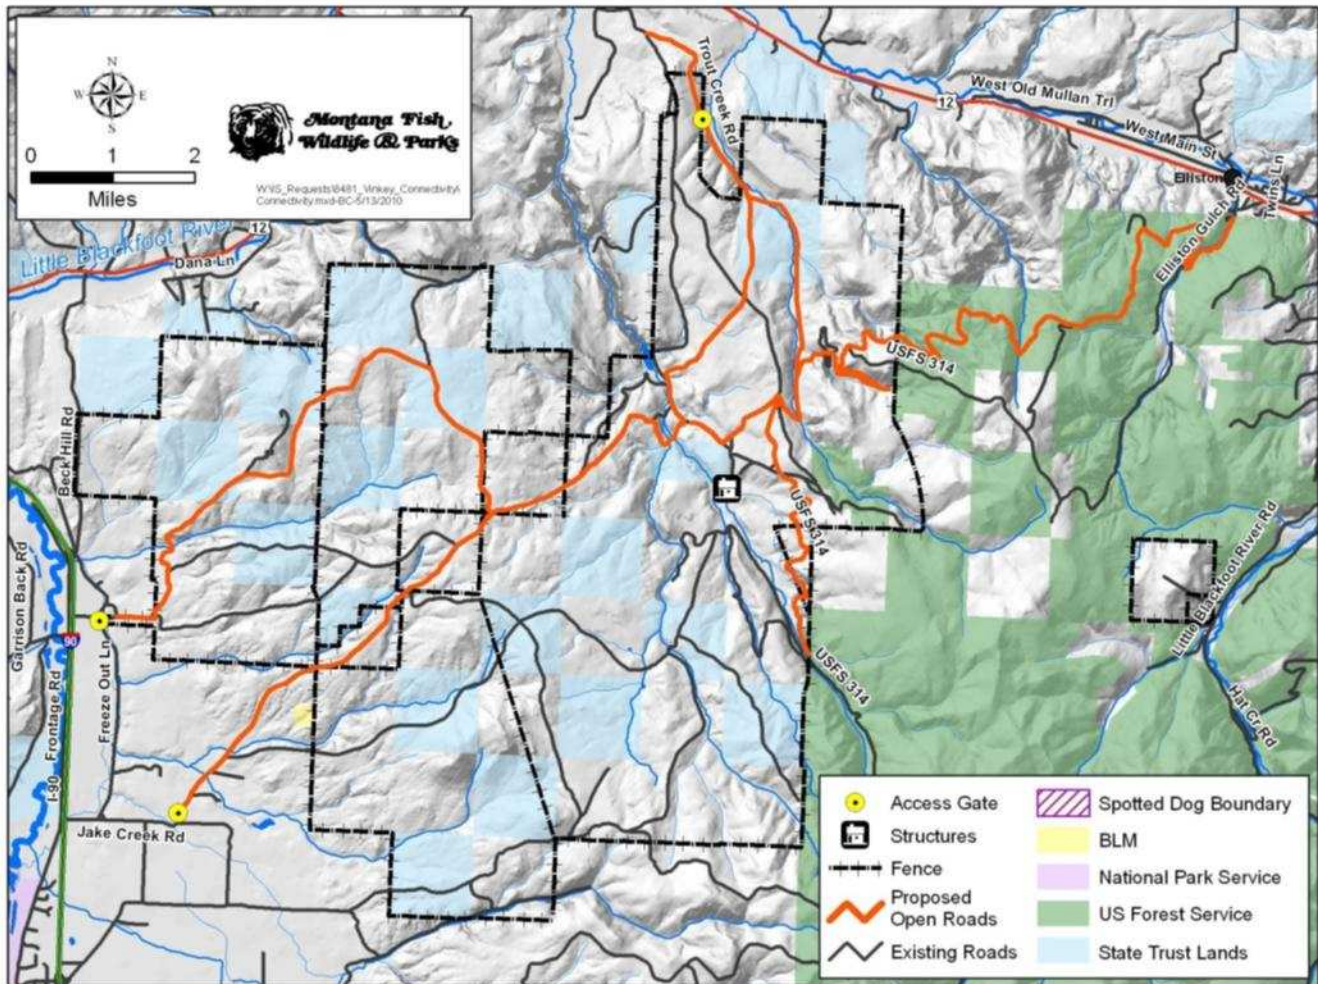 N
W
E
S
0 1 2
Miles
Montana Fish,
Wildlife & Parks
Connectivity.mxd-BC-5/13/2010
Trout Creek Rd
West Old Mullan Trl
12
West Main St
Elliston
Twins Ln
Elliston Gulch Rd
Little Blackfoot River
12
Dana Ln
USFS 314
Beck Hill Rd
USFS 314
Garrison Back Rd
90
Freeze Out Ln
I-90
Frontage Rd
Little Blackfoot River Rd
USFS 314
Hat Cr Rd
Jake Creek Rd
Access Gate
Structures
Fence
Proposed
Open Roads
Existing Roads
Spotted Dog Boundary
BLM
National Park Service
US Forest Service
State Trust Lands